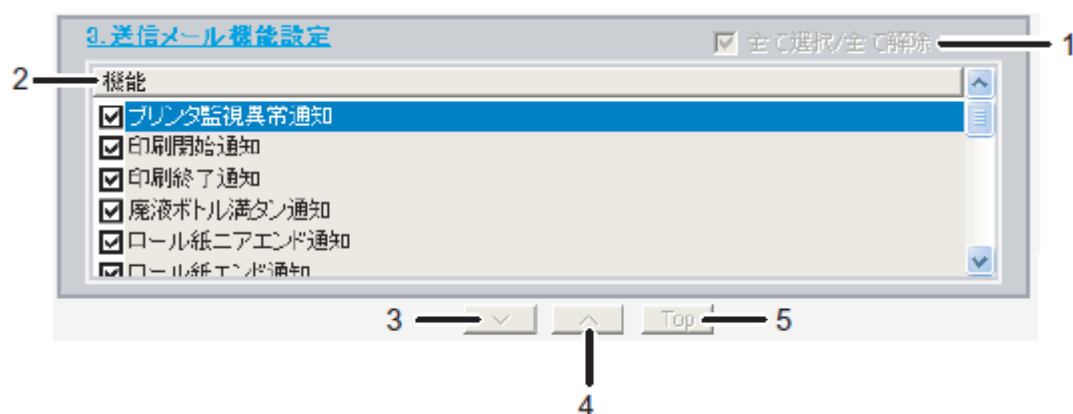 3.送信メール機能設定
全て選択/全て解除
1
2
機能
プリンタ監視異常通知
印刷開始通知
印刷終了通知
廃液ボトル満タン通知
ロール紙ニアエンド通知
ロール紙エンド通知
3
Top
5
4